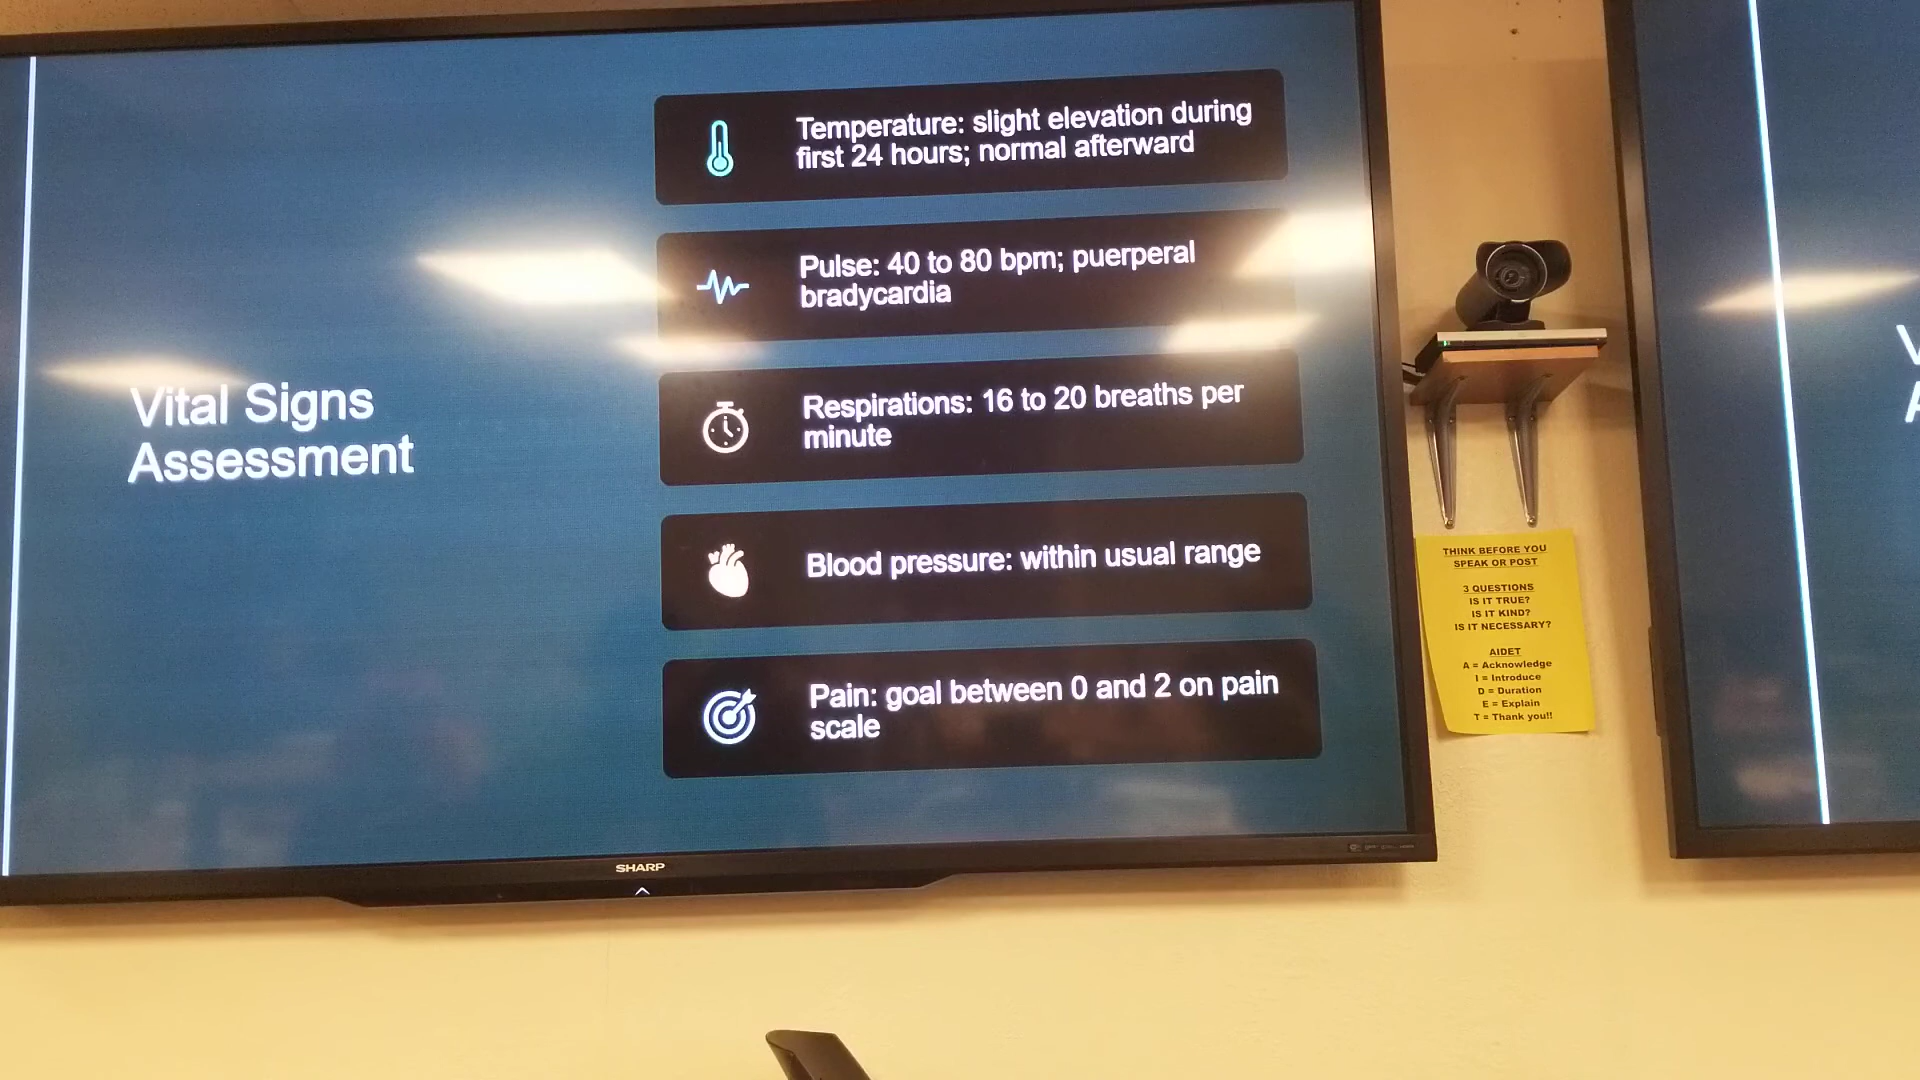 Vital Signs
Assessment
Temperature: slight elevation during
first 24 hours; normal afterward
Pulse: 40 to 80 bpm; puerperal
bradycardia
Respirations: 16 to 20 breaths per
minute
Blood pressure: within usual range
Pain: goal between 0 and 2 on pain
scale
SHARP
THINK BEFORE YOU
SPEAK OR POST
3 QUESTIONS
IS IT TRUE?
IS IT KIND?
IS IT NECESSARY?
AIDET
A = Acknowledge
I = Introduce
D = Duration
E = Explain
T = Thank you!!
V
A